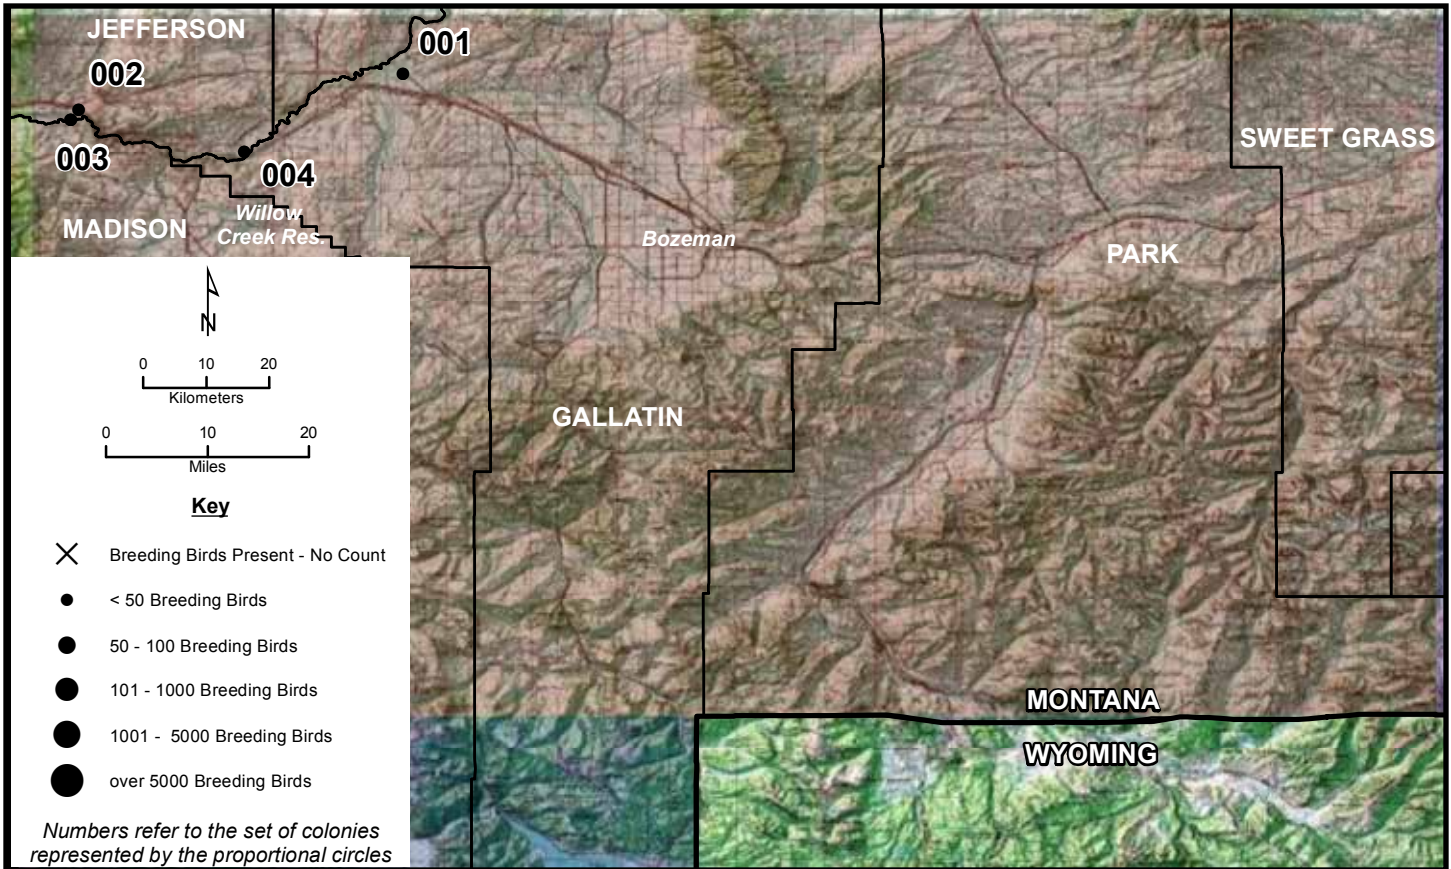 JEFFERSON
001
002
003
004
SWEET GRASS
MADISON
Willow
Creek Res.
Bozeman
PARK
GALLATIN
MONTANA
WYOMING
N
0 10 20
Kilometers
0 10 20
Miles
Key
Breeding Birds Present - No Count
< 50 Breeding Birds
50 - 100 Breeding Birds
101 - 1000 Breeding Birds
1001 - 5000 Breeding Birds
over 5000 Breeding Birds
Numbers refer to the set of colonies
represented by the proportional circles